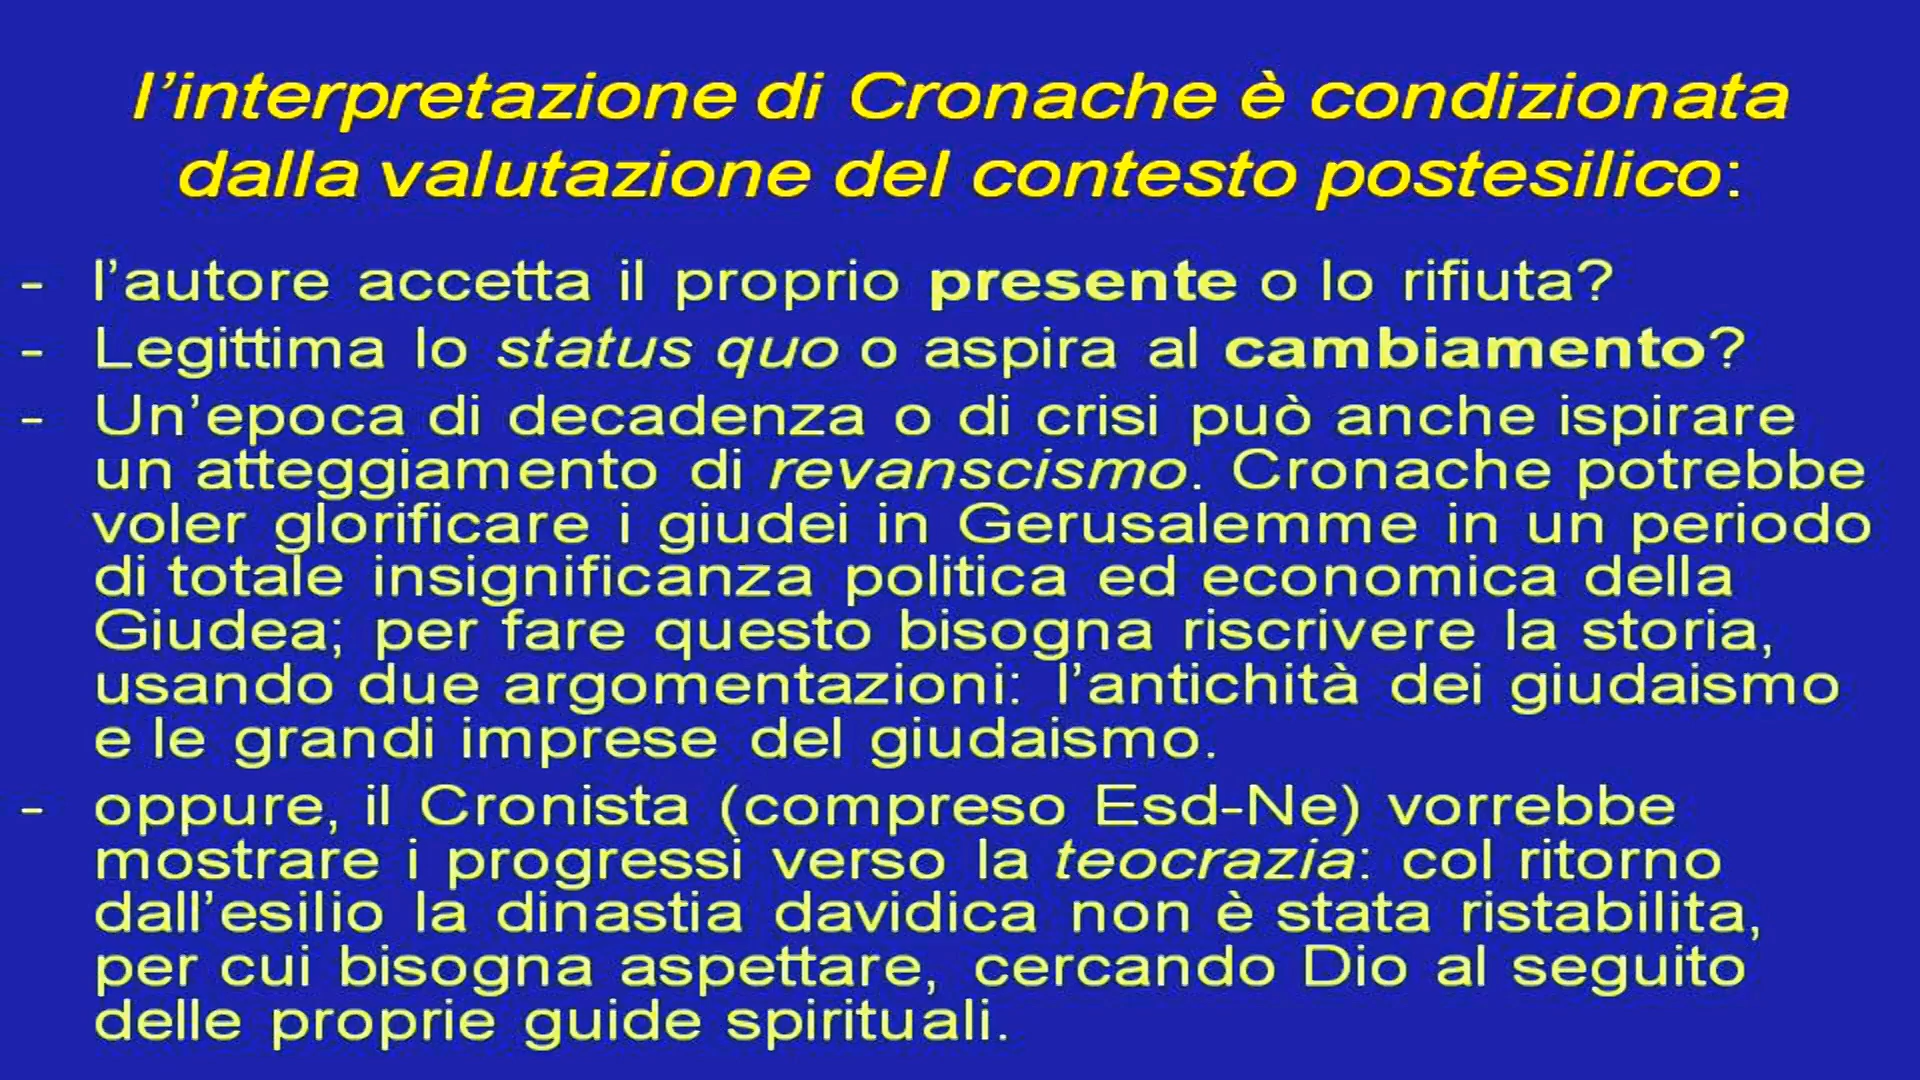 l’interpretazione di Cronache è condizionata
dalla valutazione del contesto postesilico:
- l’autore accetta il proprio presente o lo rifiuta?
- Legittima lo status quo o aspira al cambiamento?
- Un’epoca di decadenza o di crisi può anche ispirare
un atteggiamento di revanscismo. Cronache potrebbe
voler glorificare i giudei in Gerusalemme in un periodo
di totale insignificanza politica ed economica della
Giudea; per fare questo bisogna riscrivere la storia,
usando due argomentazioni: l’antichità dei giudaismo
e le grandi imprese del giudaismo.
- oppure, il Cronista (compreso Esd-Ne) vorrebbe
mostrare i progressi verso la teocrazia: col ritorno
dall’esilio la dinastia davidica non è stata ristabilita,
per cui bisogna aspettare, cercando Dio al seguito
delle proprie guide spirituali.